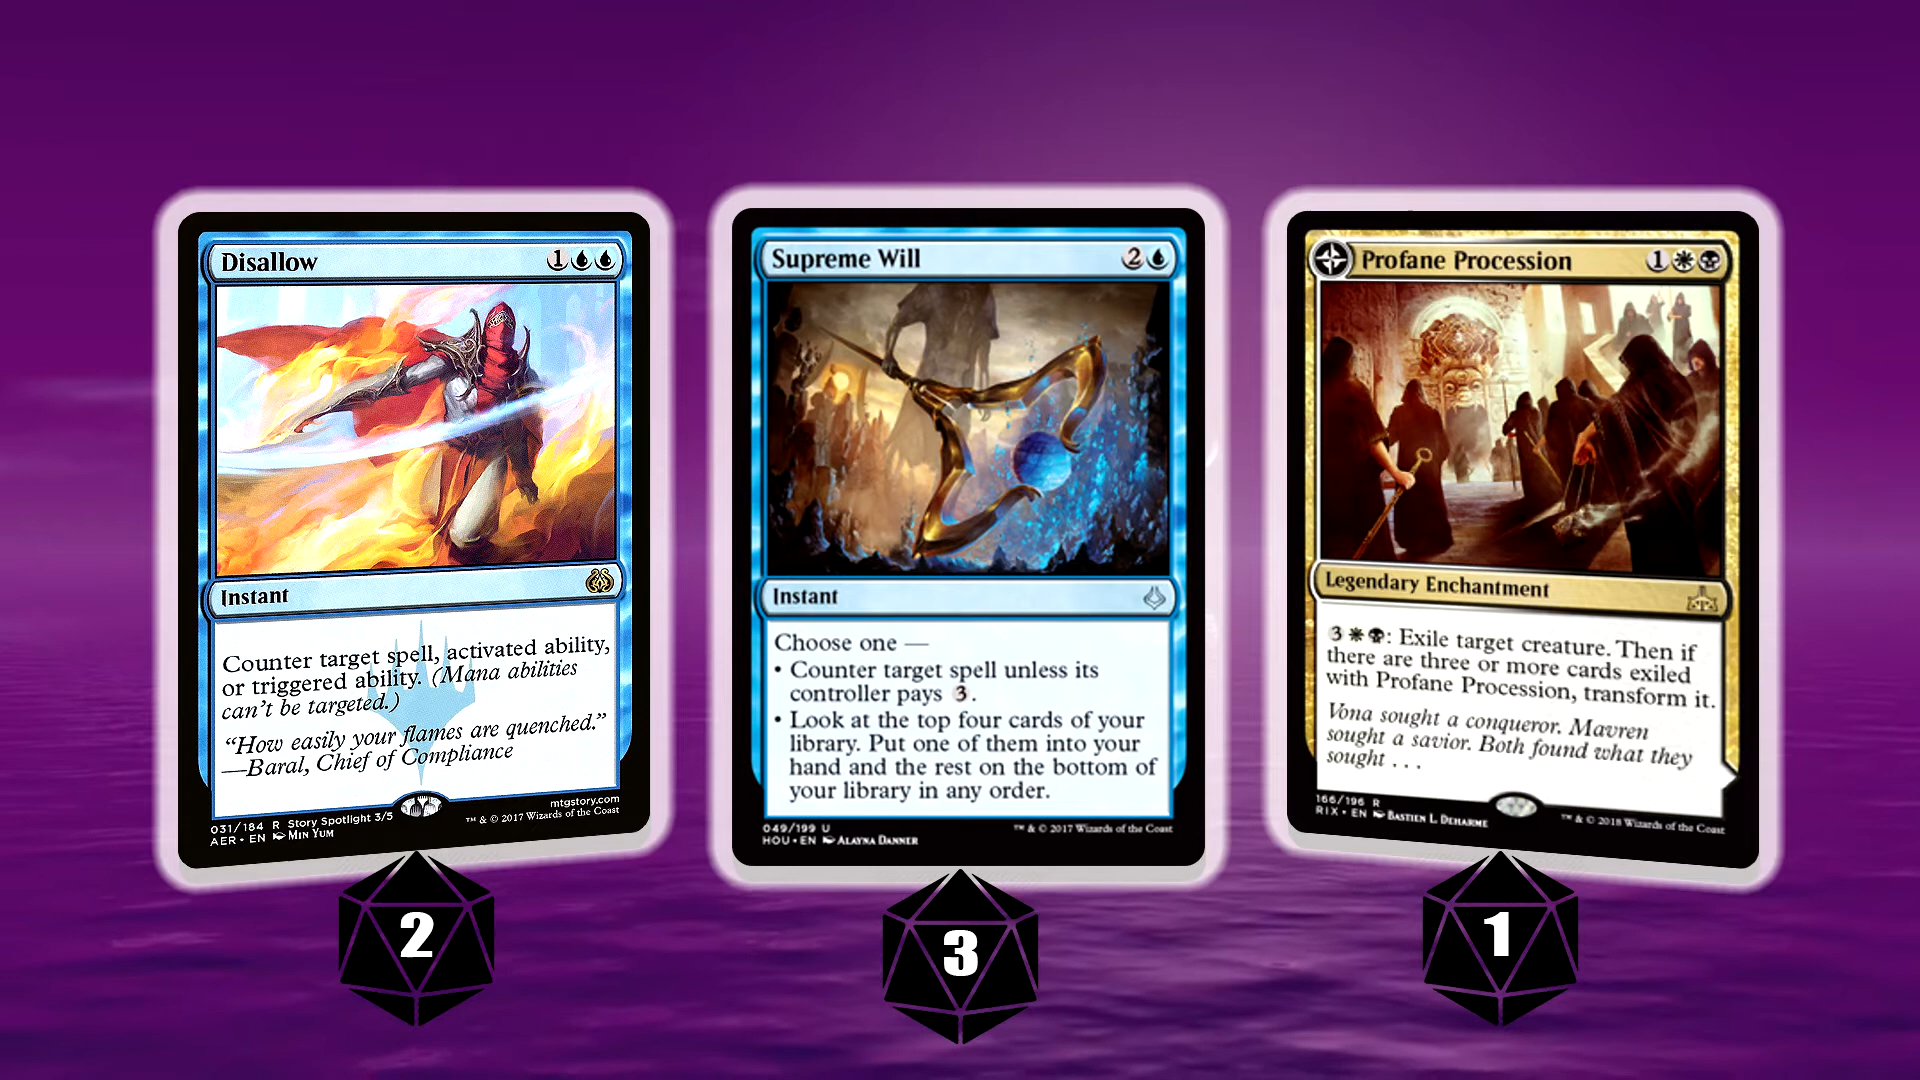 Disallow 1
Instant
Counter target spell, activated ability,
or triggered ability. (Mana abilities
can't be targeted.)
“How easily your flames are quenched.”
—Baral, Chief of Compliance
mtgstory.com
031/184 R Story Spotlight 3/5
AER • EN Min Yum
™ & © 2017 Wizards of the Coast
2
Supreme Will 2
Instant
Choose one —
• Counter target spell unless its
controller pays 3.
• Look at the top four cards of your
library. Put one of them into your
hand and the rest on the bottom of
your library in any order.
049/199 U
HOU • EN Alayna Danner
™ & © 2017 Wizards of the Coast
3
Profane Procession 1
Legendary Enchantment
3 : Exile target creature. Then if
there are three or more cards exiled
with Profane Procession, transform it.
Vona sought a conqueror. Mavren
sought a savior. Both found what they
sought . . .
166/196 R
RIX • EN Bastien L. Deharme
™ & © 2018 Wizards of the Coast
1